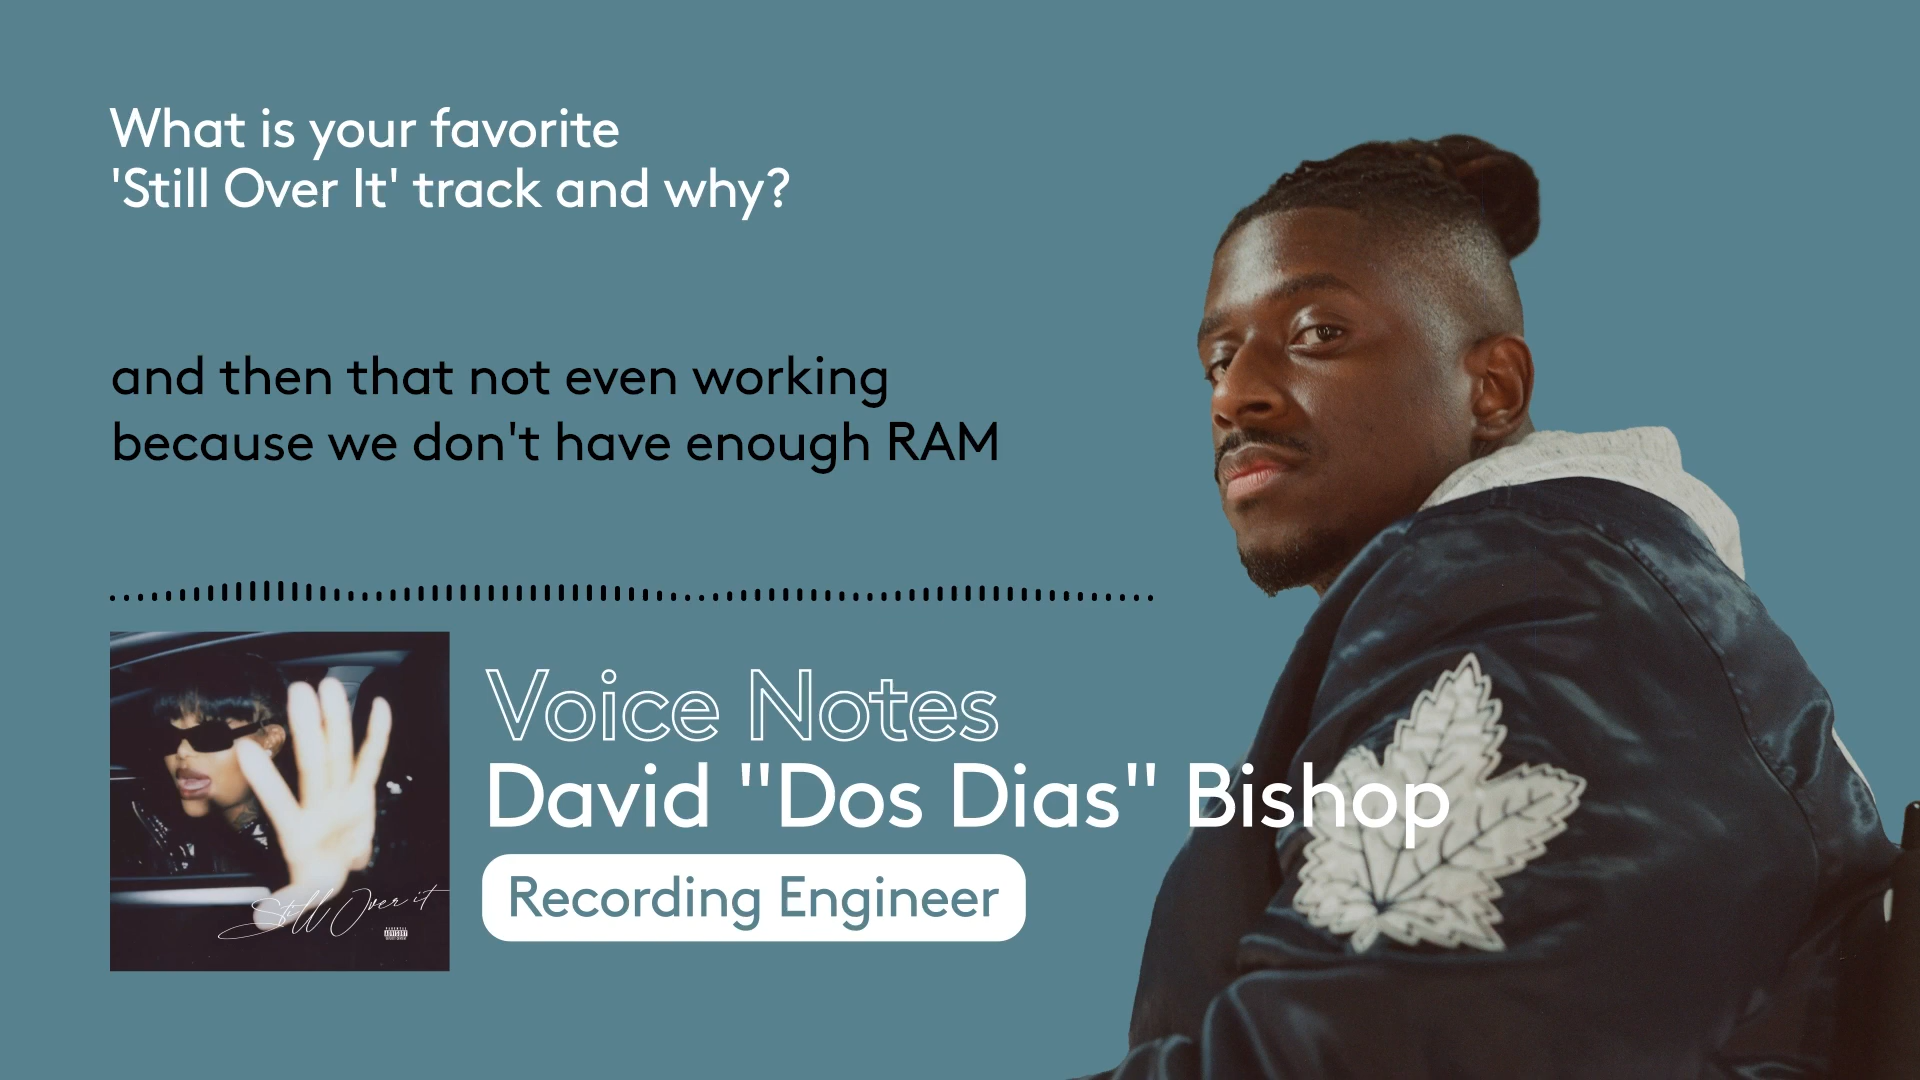 What is your favorite
'Still Over It' track and why?
and then that not even working
because we don't have enough RAM
Voice Notes
David "Dos Dias" Bishop
Recording Engineer
Still Over it